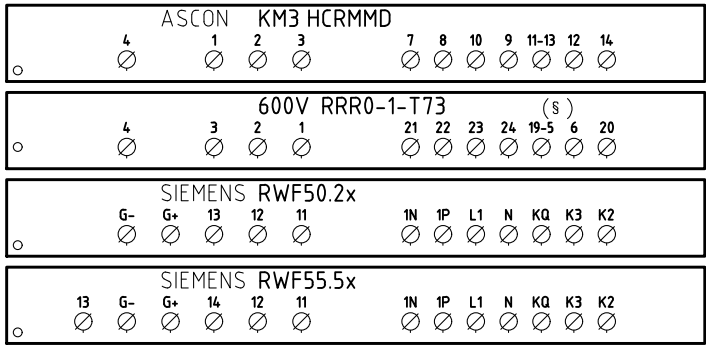 ASCON KM3 HCRMMD
4 1 2 3 7 8 10 9 11-13 12 14
600V RRR0-1-T73 (§)
4 3 2 1 21 22 23 24 19-5 6 20
SIEMENS RWF50.2x
G- G+ 13 12 11 1N 1P L1 N KQ K3 K2
SIEMENS RWF55.5x
13 G- G+ 14 12 11 1N 1P L1 N KQ K3 K2